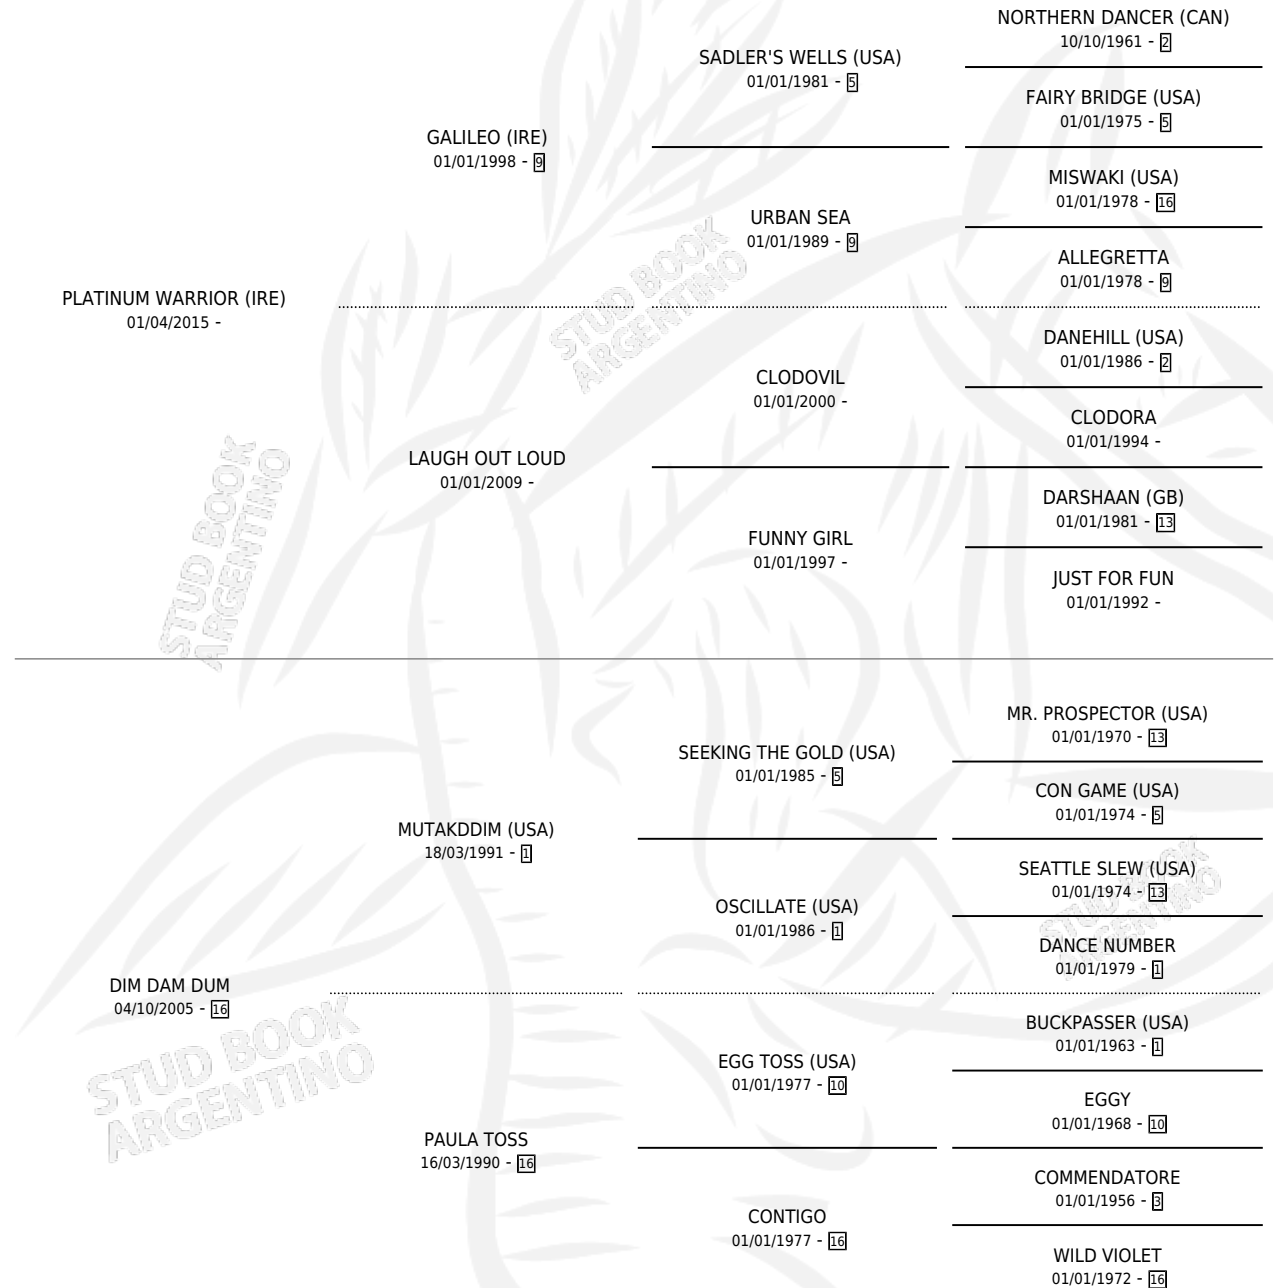 NORTHERN DANCER (CAN)
10/10/1961 - 2
SADLER'S WELLS (USA)
01/01/1981 - 5
FAIRY BRIDGE (USA)
01/01/1975 - 5
GALILEO (IRE)
01/01/1998 - 9
MISWAKI (USA)
01/01/1978 - 16
URBAN SEA
01/01/1989 - 9
ALLEGRETTA
01/01/1978 - 9
PLATINUM WARRIOR (IRE)
01/04/2015 -
DANEHILL (USA)
01/01/1986 - 2
CLODOVIL
01/01/2000 -
CLODORA
01/01/1994 -
LAUGH OUT LOUD
01/01/2009 -
DARSHAAN (GB)
01/01/1981 - 13
FUNNY GIRL
01/01/1997 -
JUST FOR FUN
01/01/1992 -
MR. PROSPECTOR (USA)
01/01/1970 - 13
SEEKING THE GOLD (USA)
01/01/1985 - 5
CON GAME (USA)
01/01/1974 - 5
MUTAKDDIM (USA)
18/03/1991 - 1
SEATTLE SLEW (USA)
01/01/1974 - 13
OSCILLATE (USA)
01/01/1986 - 1
DANCE NUMBER
01/01/1979 - 1
DIM DAM DUM
04/10/2005 - 16
BUCKPASSER (USA)
01/01/1963 - 1
EGG TOSS (USA)
01/01/1977 - 10
EGGY
01/01/1968 - 10
PAULA TOSS
16/03/1990 - 16
COMMENDATORE
01/01/1956 - 3
CONTIGO
01/01/1977 - 16
WILD VIOLET
01/01/1972 - 16
STUD BOOK
ARGENTINO
STUD BOOK
ARGENTINO
STUD BOOK
ARGENTINO
STUD BOOK
ARGENTINO